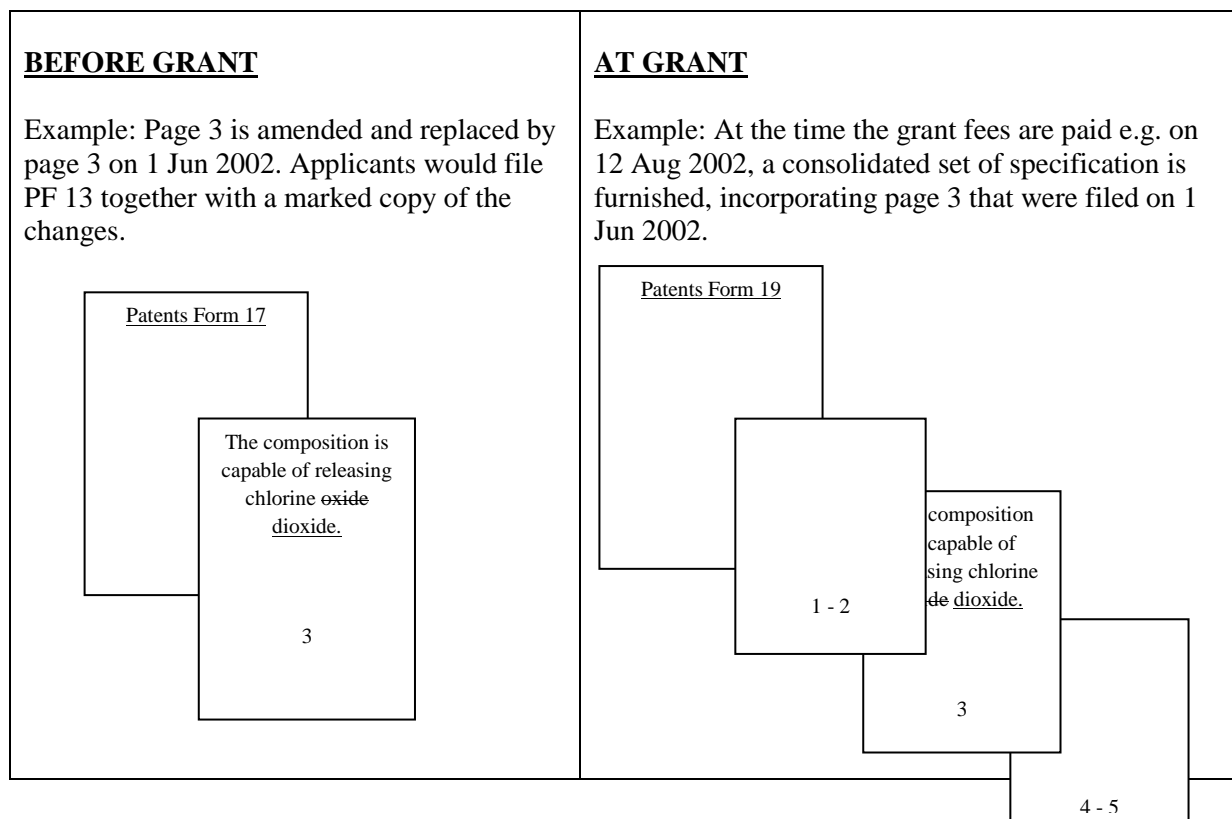 BEFORE GRANT
Example: Page 3 is amended and replaced by
page 3 on 1 Jun 2002. Applicants would file
PF 13 together with a marked copy of the
changes.
Patents Form 17
The composition is
capable of releasing
chlorine oxide
dioxide.
3
AT GRANT
Example: At the time the grant fees are paid e.g. on
12 Aug 2002, a consolidated set of specification is
furnished, incorporating page 3 that were filed on 1
Jun 2002.
Patents Form 19
1 - 2
composition
capable of
sing chlorine
de dioxide.
3
4 - 5